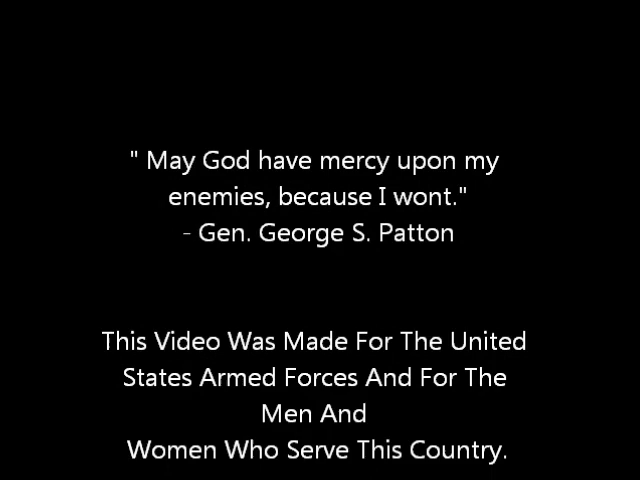 " May God have mercy upon my
enemies, because I wont."
- Gen. George S. Patton
This Video Was Made For The United
States Armed Forces And For The
Men And
Women Who Serve This Country.